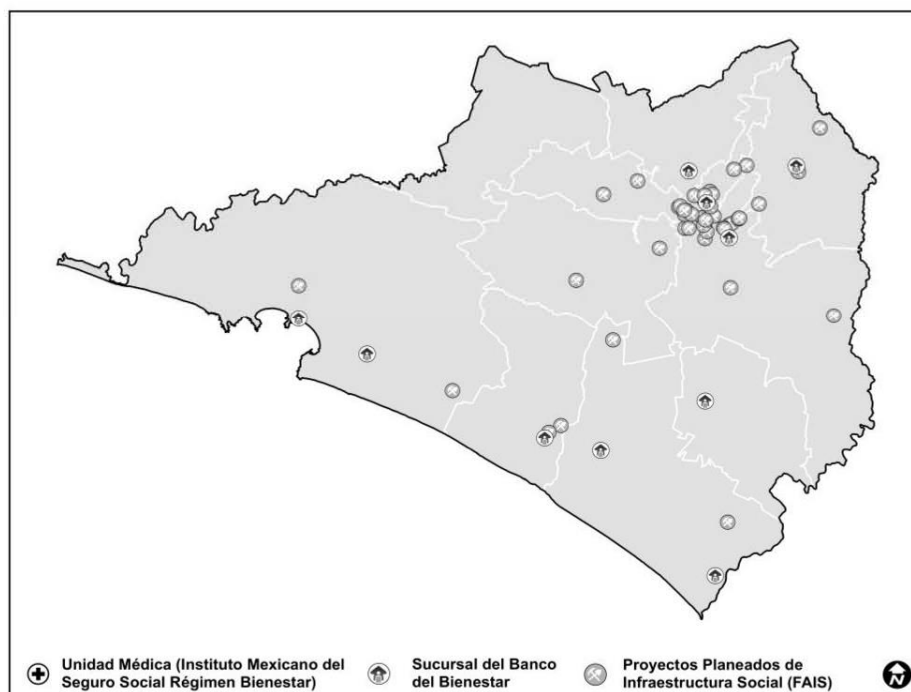 Unidad Médica (Instituto Mexicano del
Seguro Social Régimen Bienestar)
Sucursal del Banco
del Bienestar
Proyectos Planeados de
Infraestructura Social (FAIS)
N